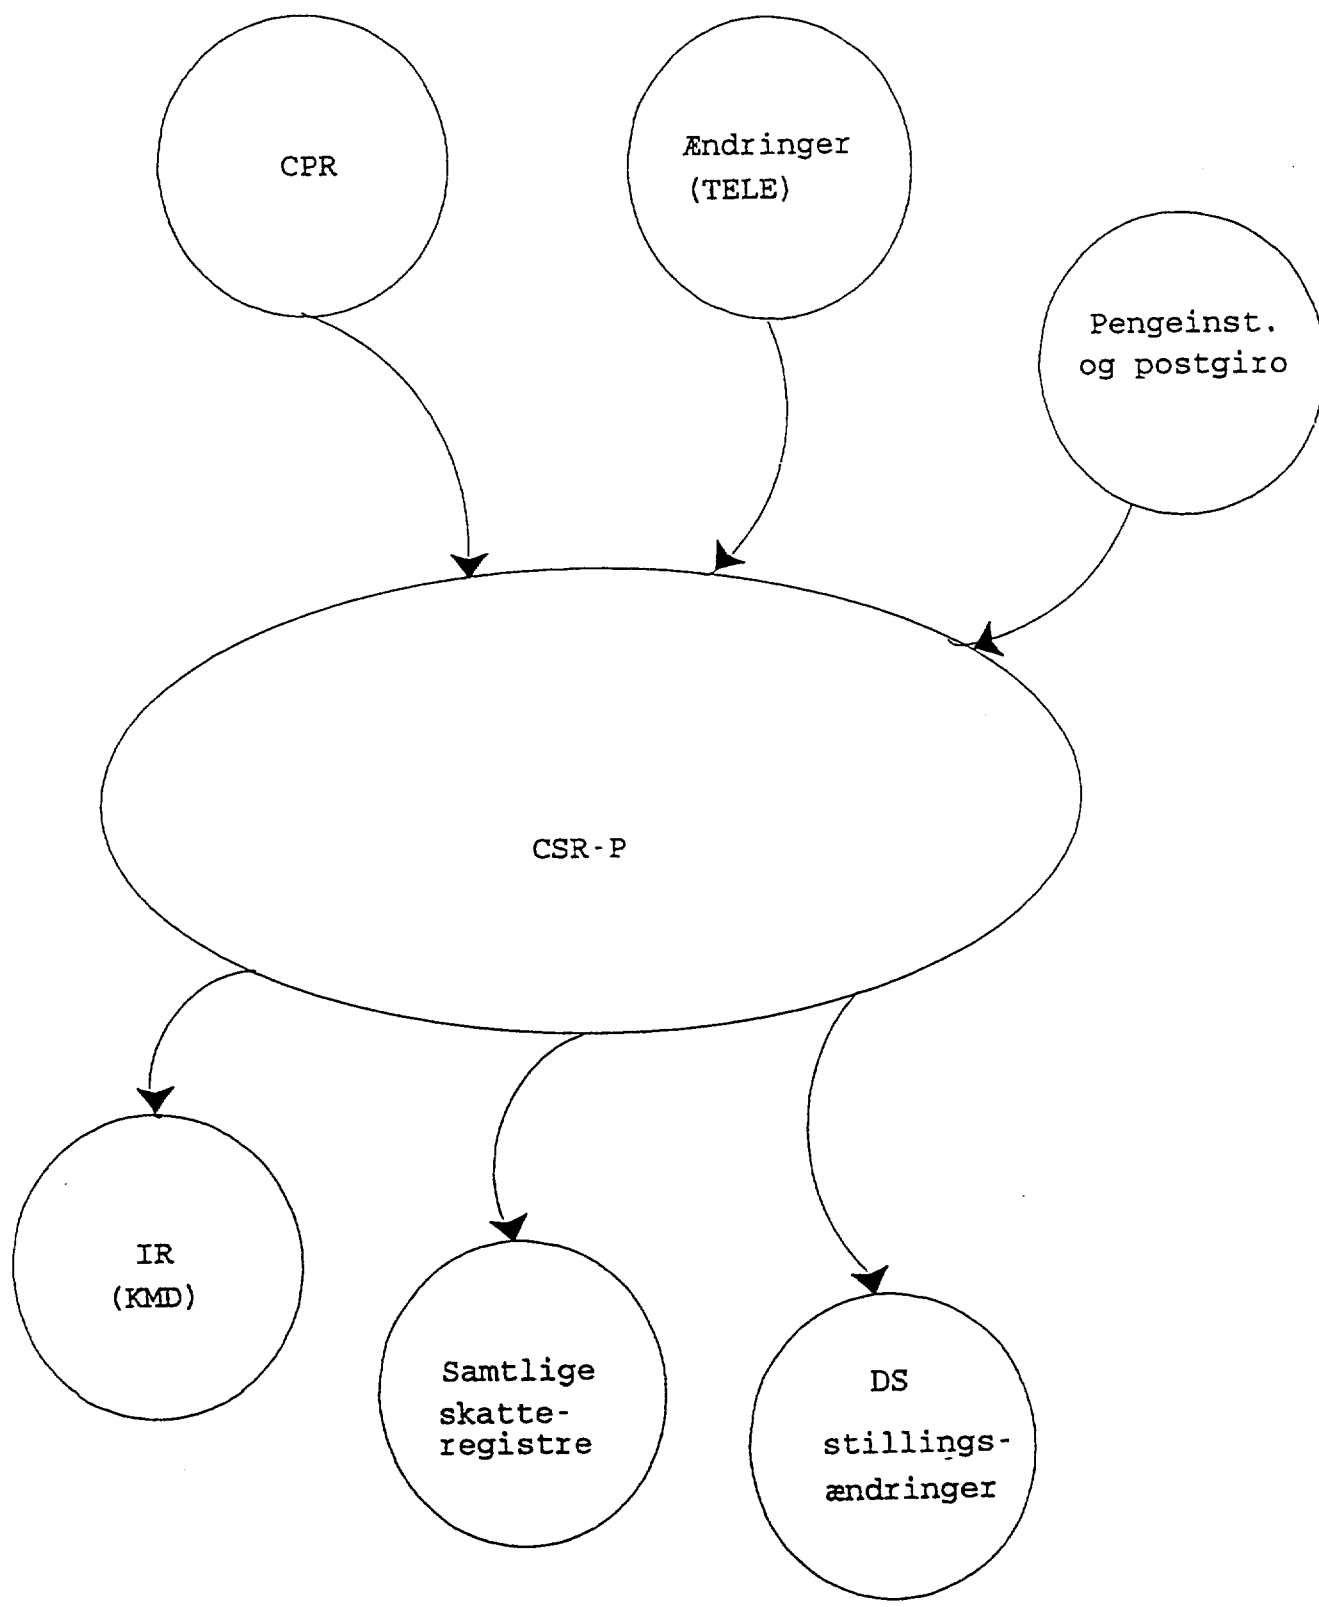 CPR
Ændringer
(TELE)
Pengeinst.
og postgiro
CSR-P
IR
(KMD)
Samtlige
skatte-
registre
DS
stillings-
ændringer